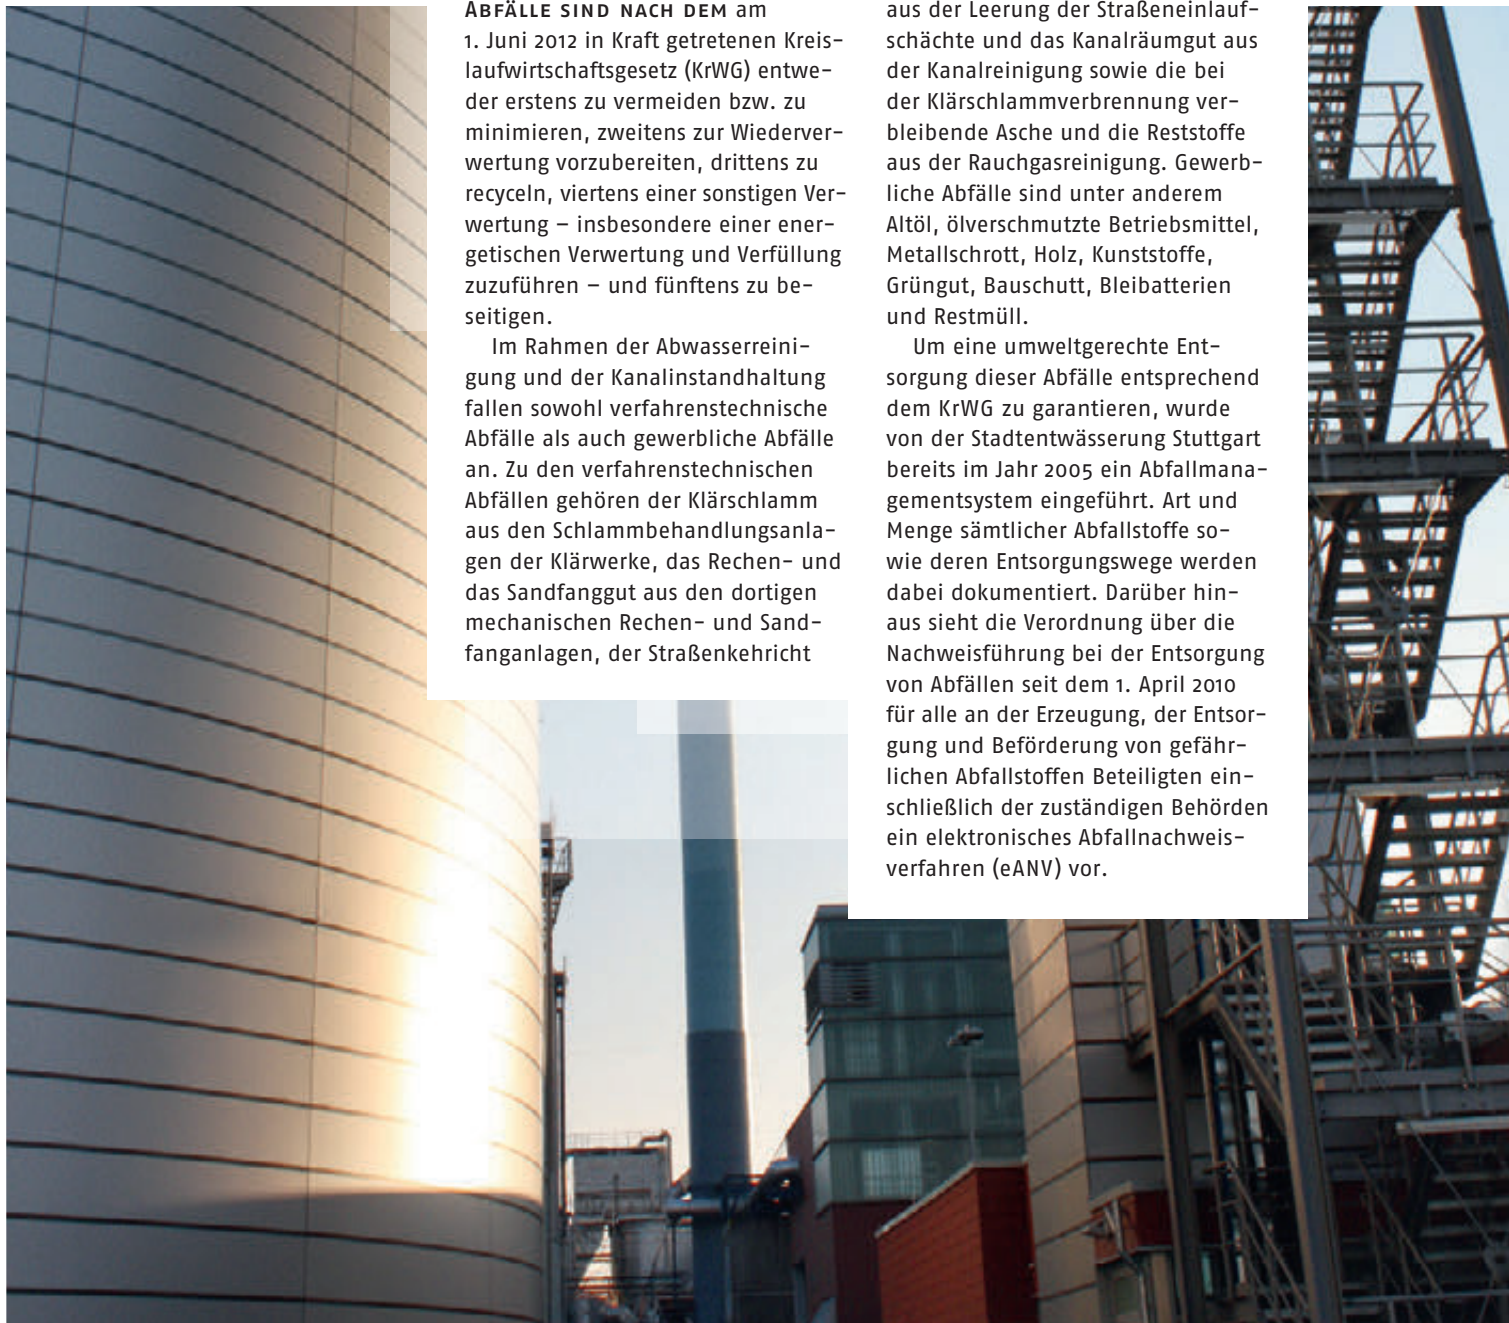 ABFÄLLE SIND NACH DEM am
1. Juni 2012 in Kraft getretenen Kreis-
laufwirtschaftsgesetz (KrWG) entwe-
der erstens zu vermeiden bzw. zu
minimieren, zweitens zur Wiederver-
wertung vorzubereiten, drittens zu
recyceln, viertens einer sonstigen Ver-
wertung – insbesondere einer ener-
getischen Verwertung und Verfüllung
zuzuführen – und fünftens zu be-
seitigen.
Im Rahmen der Abwasserreini-
gung und der Kanalinstandhaltung
fallen sowohl verfahrenstechnische
Abfälle als auch gewerbliche Abfälle
an. Zu den verfahrenstechnischen
Abfällen gehören der Klärschlamm
aus den Schlammbehandlungsanla-
gen der Klärwerke, das Rechen- und
das Sandfanggut aus den dortigen
mechanischen Rechen- und Sand-
fanganlagen, der Straßenkehricht
aus der Leerung der Straßeneinlauf-
schächte und das Kanalräumgut aus
der Kanalreinigung sowie die bei
der Klärschlammverbrennung ver-
bleibende Asche und die Reststoffe
aus der Rauchgasreinigung. Gewerb-
liche Abfälle sind unter anderem
Altöl, ölverschmutzte Betriebsmittel,
Metallschrott, Holz, Kunststoffe,
Grüngut, Bauschutt, Bleibatterien
und Restmüll.
Um eine umweltgerechte Ent-
sorgung dieser Abfälle entsprechend
dem KrWG zu garantieren, wurde
von der Stadtentwässerung Stuttgart
bereits im Jahr 2005 ein Abfallmana-
gementsystem eingeführt. Art und
Menge sämtlicher Abfallstoffe so-
wie deren Entsorgungswege werden
dabei dokumentiert. Darüber hin-
aus sieht die Verordnung über die
Nachweisführung bei der Entsorgung
von Abfällen seit dem 1. April 2010
für alle an der Erzeugung, der Entsor-
gung und Beförderung von gefähr-
lichen Abfallstoffen Beteiligten ein-
schließlich der zuständigen Behörden
ein elektronisches Abfallnachweis-
verfahren (eANV) vor.